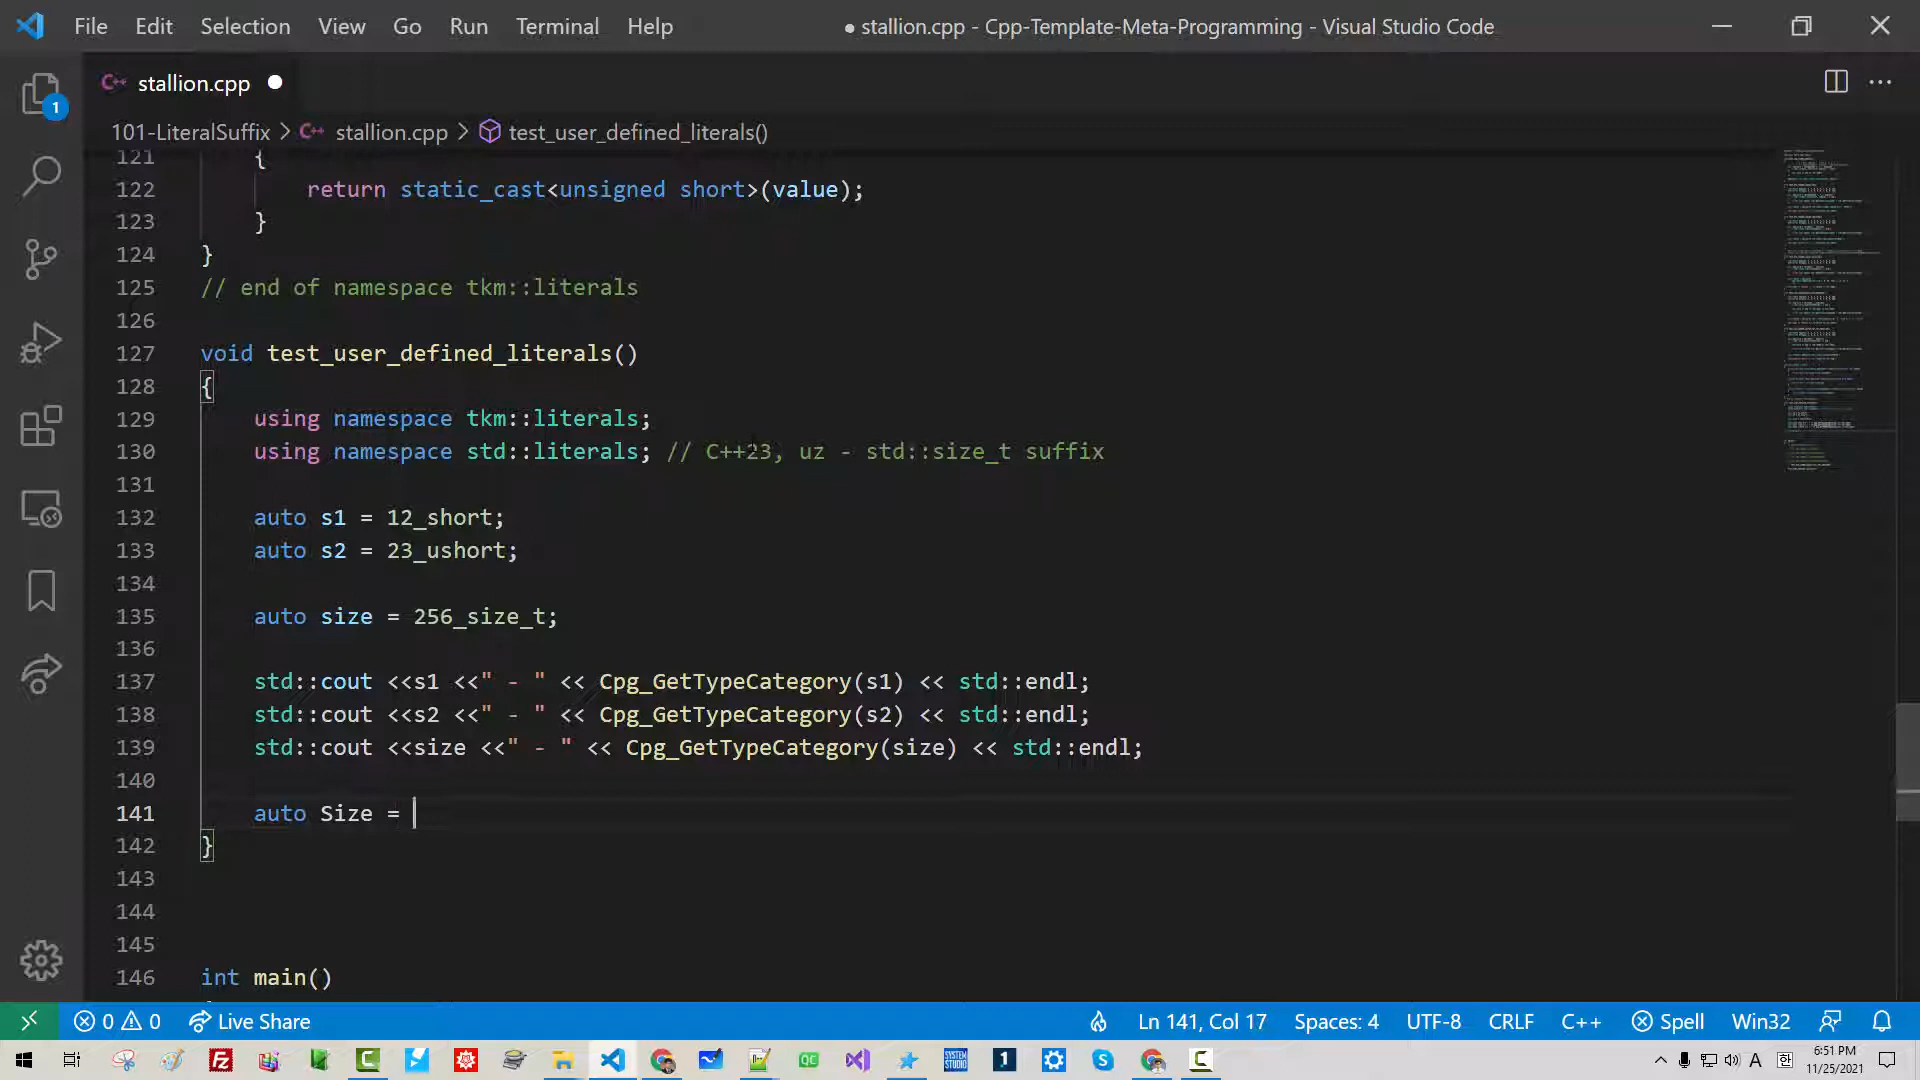 File Edit Selection View Go Run Terminal Help
● stallion.cpp - Cpp-Template-Meta-Programming - Visual Studio Code
1
stallion.cpp
101-LiteralSuffix > stallion.cpp > test_user_defined_literals()
121 {
122 return static_cast<unsigned short>(value);
123 }
124 }
125 // end of namespace tkm::literals
126
127 void test_user_defined_literals()
128 {
129 using namespace tkm::literals;
130 using namespace std::literals; // C++23, uz - std::size_t suffix
131
132 auto s1 = 12_short;
133 auto s2 = 23_ushort;
134
135 auto size = 256_size_t;
136
137 std::cout <<s1 <<" - " << Cpg_GetTypeCategory(s1) << std::endl;
138 std::cout <<s2 <<" - " << Cpg_GetTypeCategory(s2) << std::endl;
139 std::cout <<size <<" - " << Cpg_GetTypeCategory(size) << std::endl;
140
141 auto Size =
142 }
143
144
145
146 int main()
0 0 Live Share Ln 141, Col 17 Spaces: 4 UTF-8 CRLF C++ Spell Win32
A 한 6:51 PM
11/25/2021